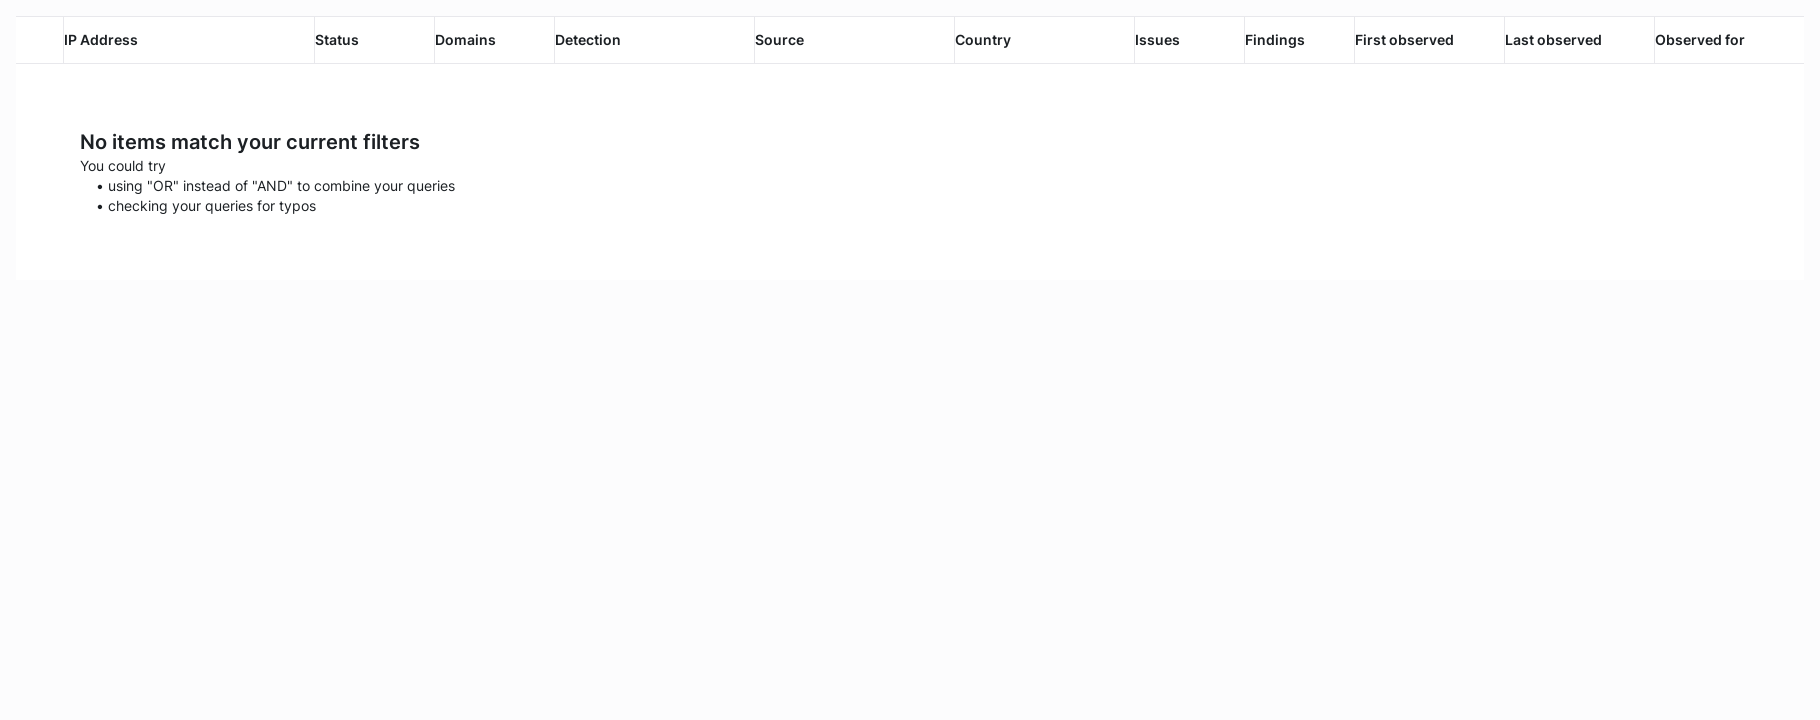 IP Address Status Domains Detection Source Country Issues Findings First observed Last observed Observed for
No items match your current filters
You could try
• using "OR" instead of "AND" to combine your queries
• checking your queries for typos